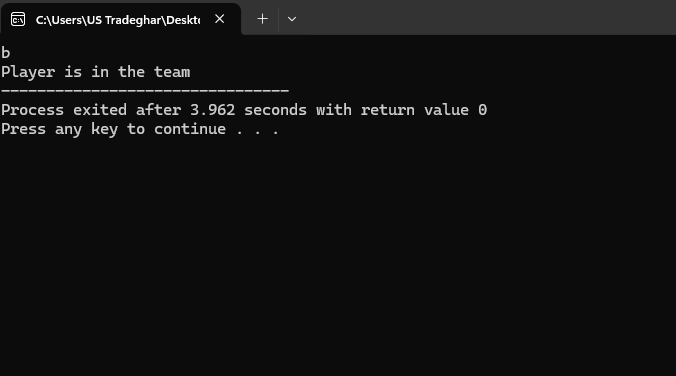 C:\Users\US Tradeghar\Deskt
b
Player is in the team
--------------------------------
Process exited after 3.962 seconds with return value 0
Press any key to continue . . .